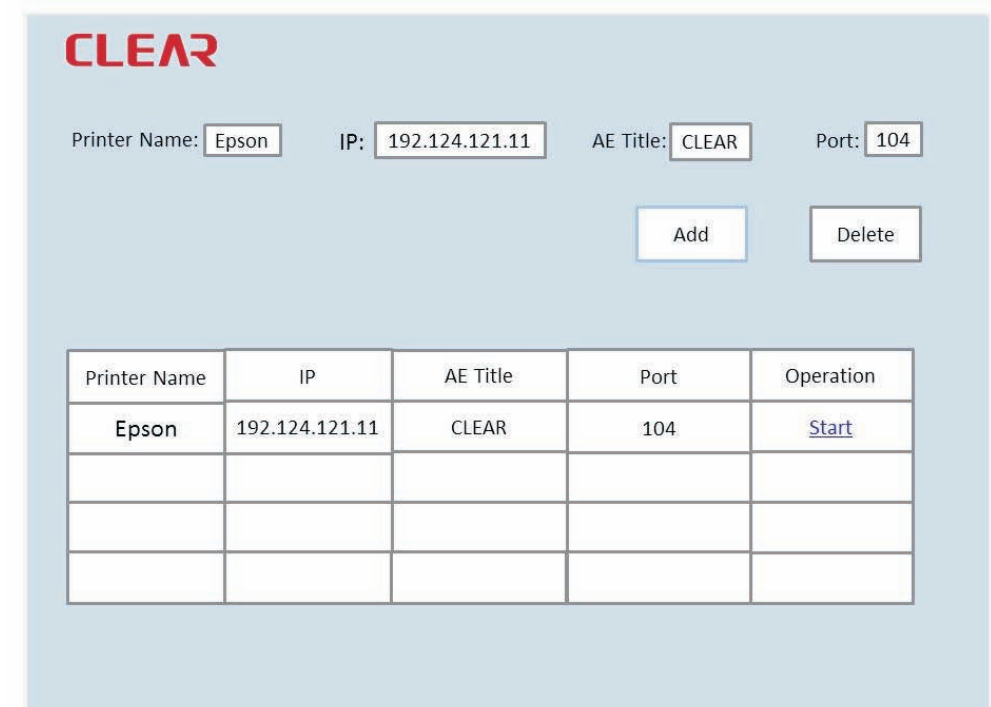 CLEAR
Printer Name: Epson IP: 192.124.121.11 AE Title: CLEAR Port: 104
Add Delete
Printer Name IP AE Title Port Operation
Epson 192.124.121.11 CLEAR 104 Start